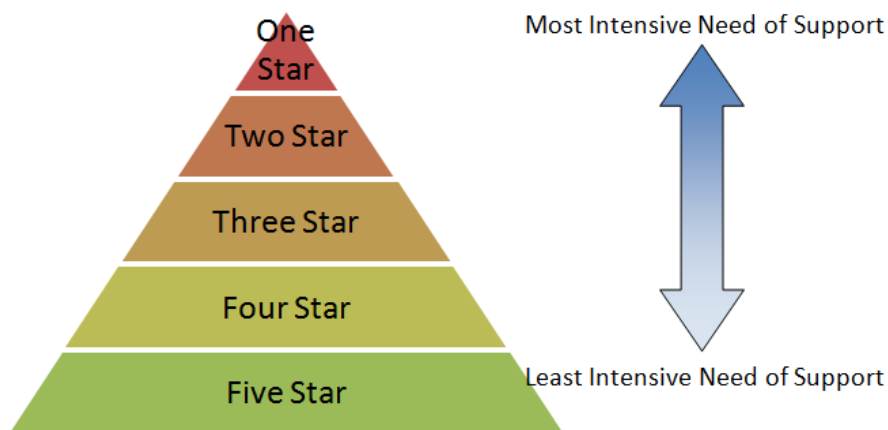 One
Star
Two Star
Three Star
Four Star
Five Star
Most Intensive Need of Support
Least Intensive Need of Support